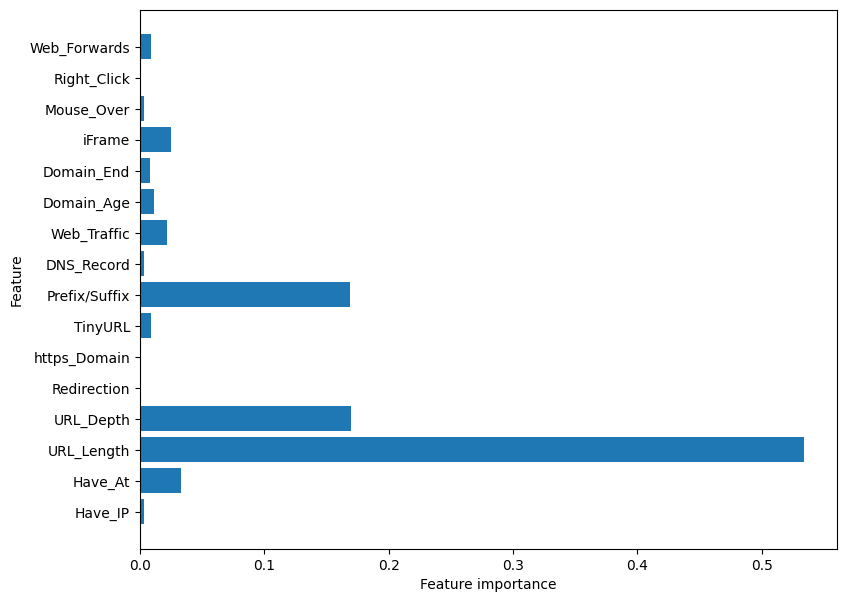 Feature
Web_Forwards
Right_Click
Mouse_Over
iFrame
Domain_End
Domain_Age
Web_Traffic
DNS_Record
Prefix/Suffix
TinyURL
https_Domain
Redirection
URL_Depth
URL_Length
Have_At
Have_IP
0.0 0.1 0.2 0.3 0.4 0.5
Feature importance